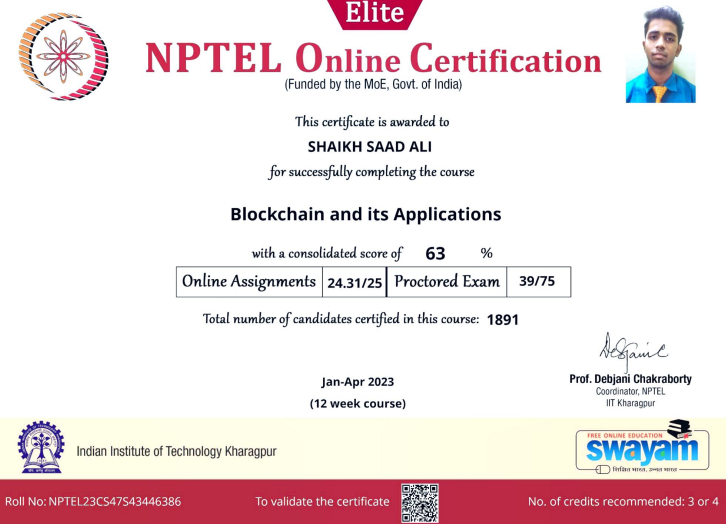 Elite
NPTEL Online Certification
(Funded by the MoE, Govt. of India)
This certificate is awarded to
SHAIKH SAAD ALI
for successfully completing the course
Blockchain and its Applications
with a consolidated score of 63 %
Online Assignments 24.31/25 Proctored Exam 39/75
Total number of candidates certified in this course: 1891
Jan-Apr 2023
(12 week course)
Prof. Debjani Chakraborty
Coordinator, NPTEL
IIT Kharagpur
Indian Institute of Technology Kharagpur
FREE ONLINE EDUCATION
swayam
शिक्षित भारत, उन्नत भारत
Roll No: NPTEL23CS47S43446386
To validate the certificate
No. of credits recommended: 3 or 4